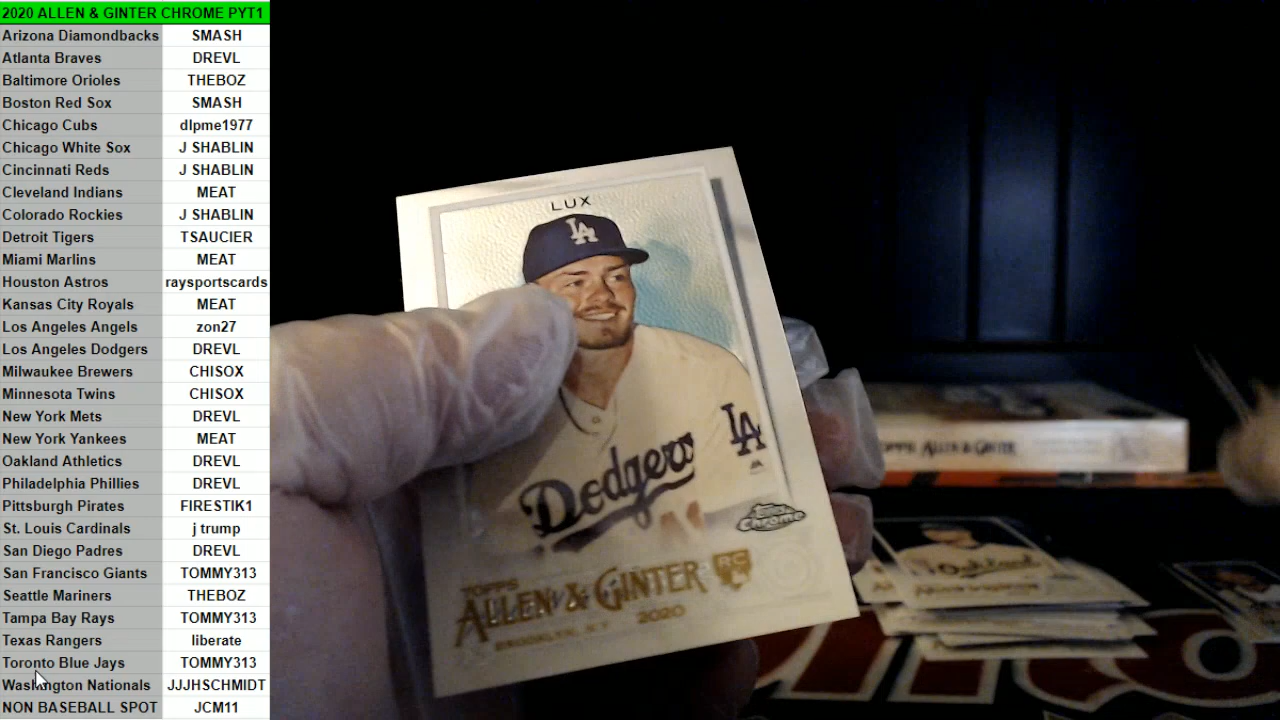 2020 ALLEN & GINTER CHROME PYT1
Arizona Diamondbacks SMASH
Atlanta Braves DREVL
Baltimore Orioles THEBOZ
Boston Red Sox SMASH
Chicago Cubs dlpme1977
Chicago White Sox J SHABLIN
Cincinnati Reds J SHABLIN
Cleveland Indians MEAT
Colorado Rockies J SHABLIN
Detroit Tigers TSAUCIER
Miami Marlins MEAT
Houston Astros raysportscards
Kansas City Royals MEAT
Los Angeles Angels zon27
Los Angeles Dodgers DREVL
Milwaukee Brewers CHISOX
Minnesota Twins CHISOX
New York Mets DREVL
New York Yankees MEAT
Oakland Athletics DREVL
Philadelphia Phillies DREVL
Pittsburgh Pirates FIRESTIK1
St. Louis Cardinals j trump
San Diego Padres DREVL
San Francisco Giants TOMMY313
Seattle Mariners THEBOZ
Tampa Bay Rays TOMMY313
Texas Rangers liberate
Toronto Blue Jays TOMMY313
Washington Nationals JJJHSCHMIDT
NON BASEBALL SPOT JCM11
LUX
LA
LA
Dodgers
Topps Chrome
TOPPS
ALLEN & GINTER RC
BROOKLYN, N.Y. 2020
TOPPS ALLEN & GINTER
Oakland